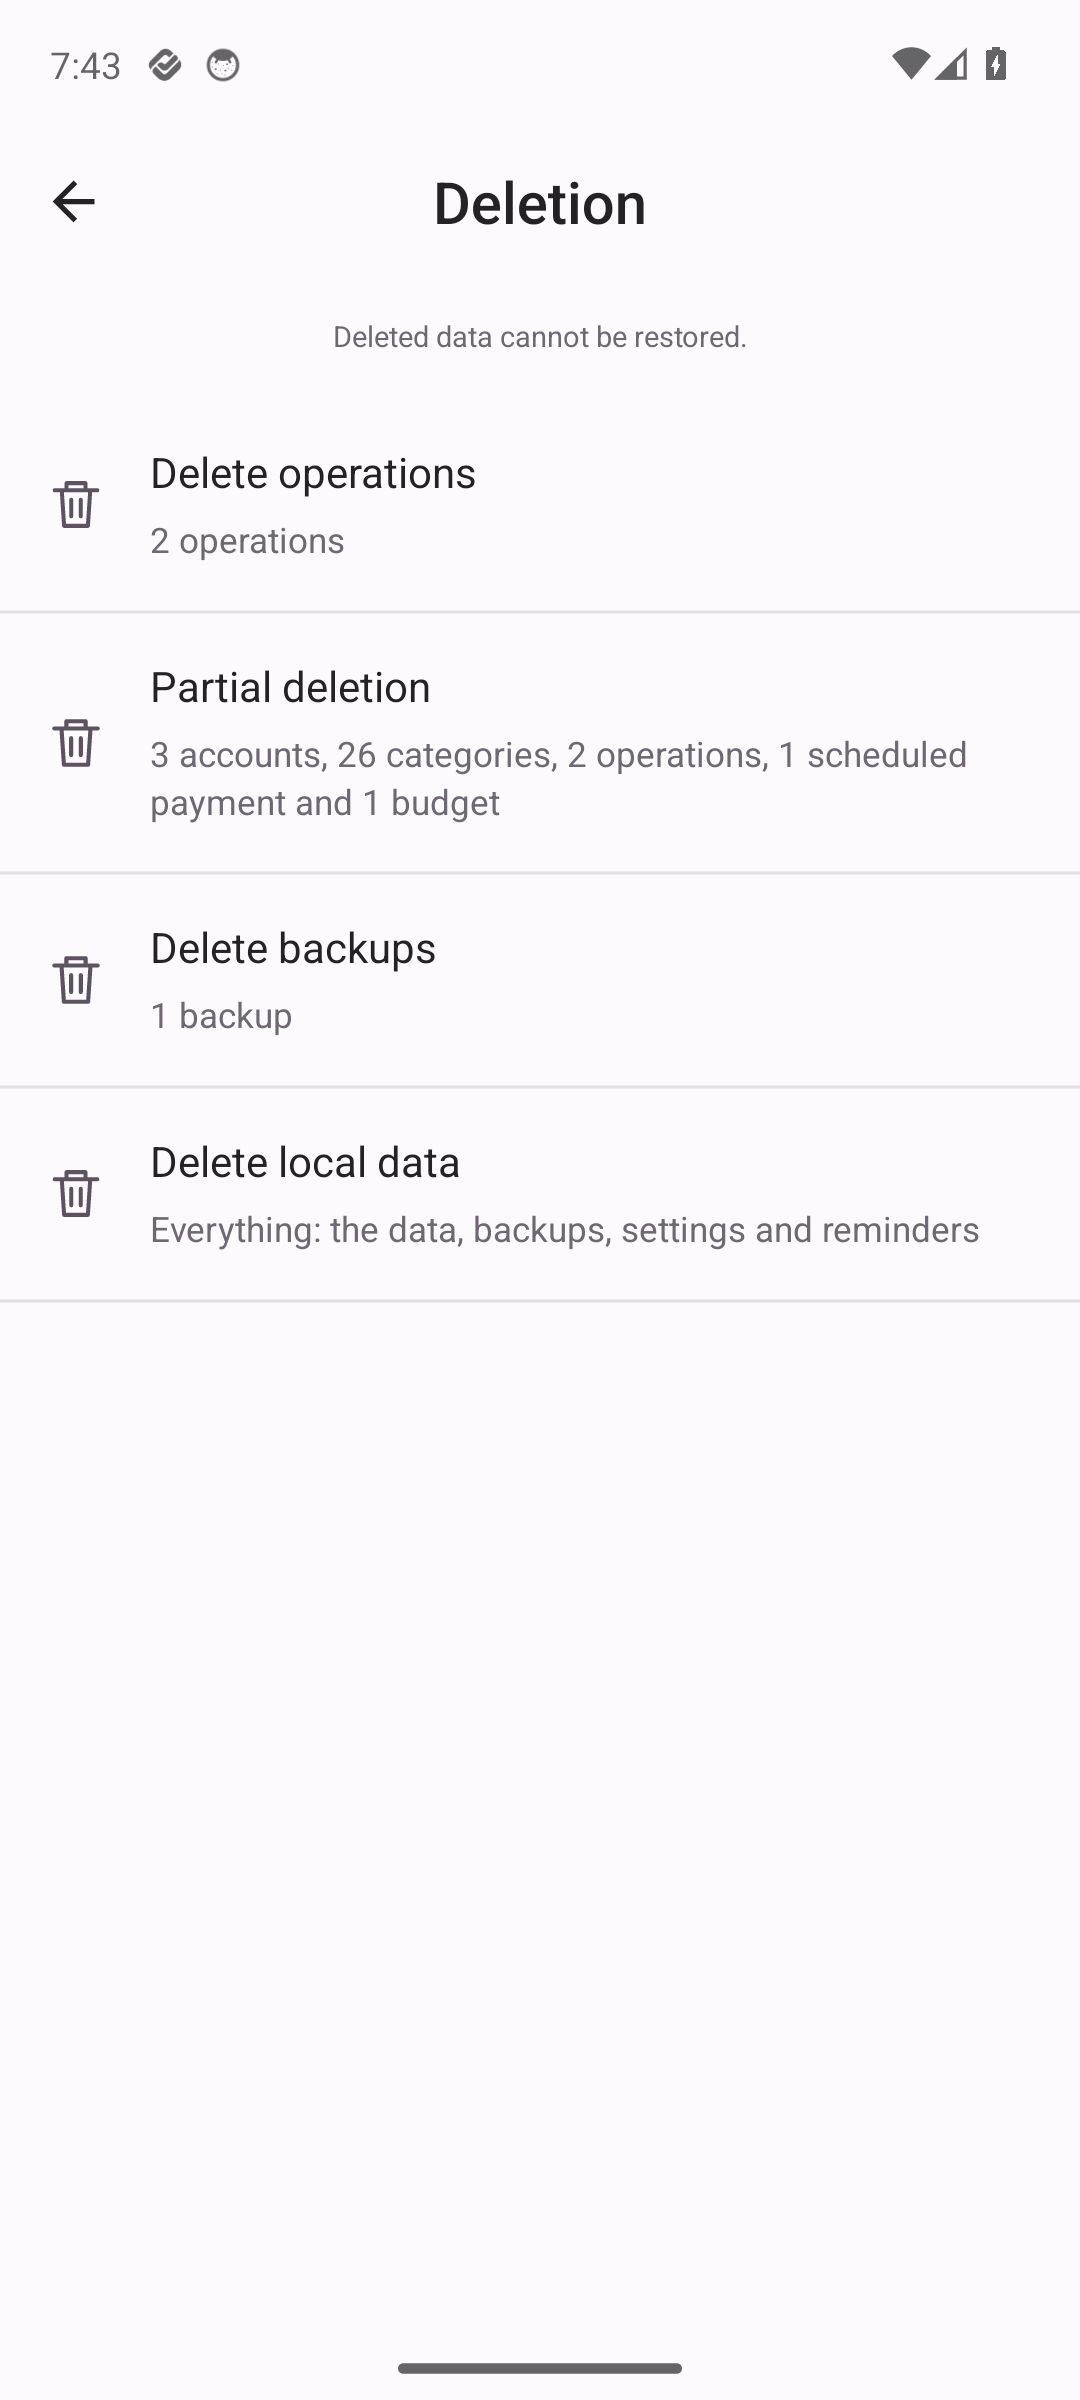 7:43
Deletion
Deleted data cannot be restored.
Delete operations
2 operations
Partial deletion
3 accounts, 26 categories, 2 operations, 1 scheduled
payment and 1 budget
Delete backups
1 backup
Delete local data
Everything: the data, backups, settings and reminders